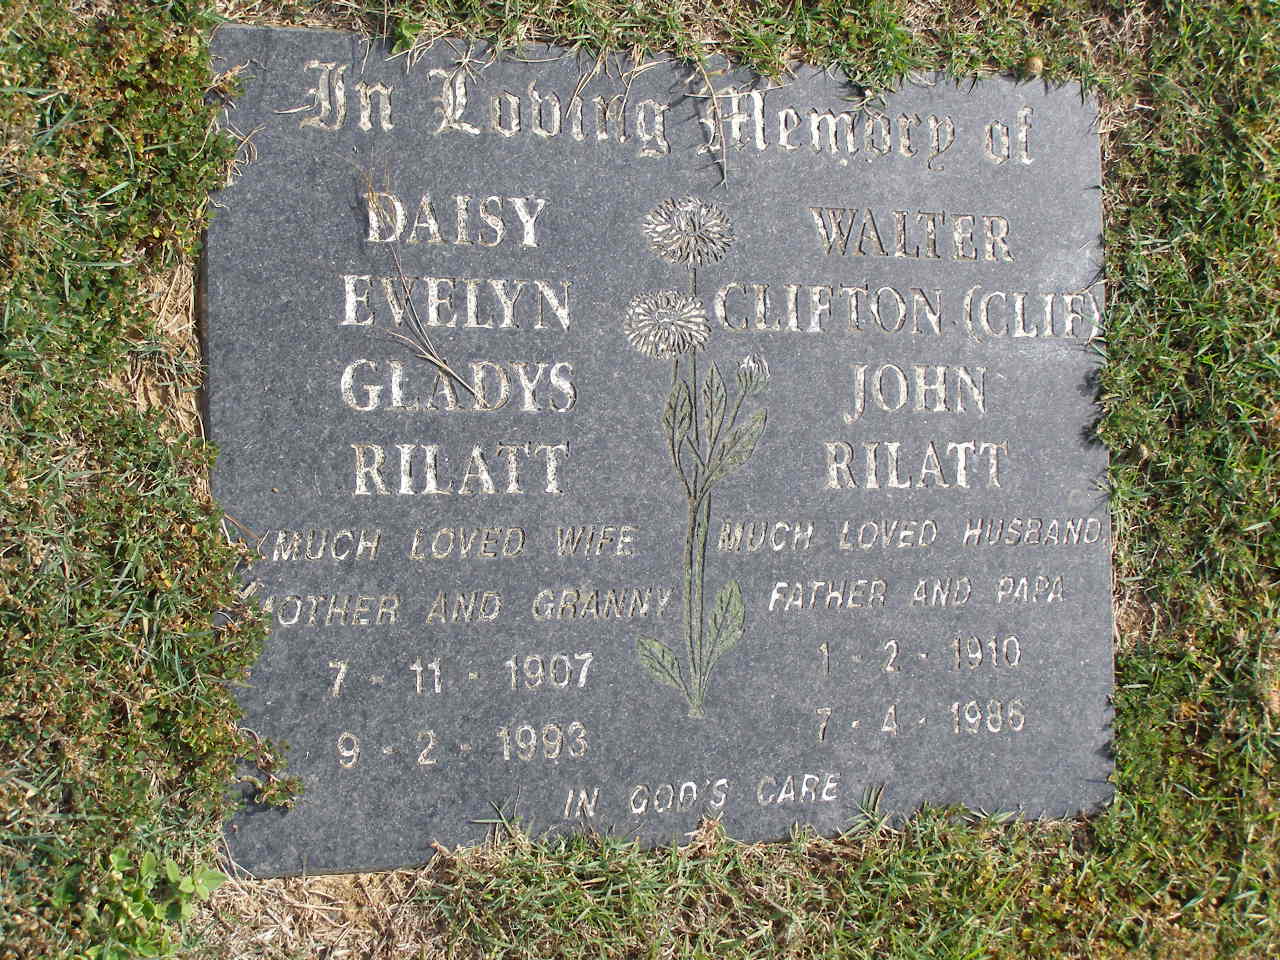 In Loving Memory of
DAISY
EVELYN
GLADYS
RILATT
MUCH LOVED WIFE
MOTHER AND GRANNY
7 - 11 - 1907
9 - 2 - 1993
WALTER
CLIFTON (CLIF)
JOHN
RILATT
MUCH LOVED HUSBAND,
FATHER AND PAPA
1 - 2 - 1910
7 - 4 - 1986
IN GOD'S CARE